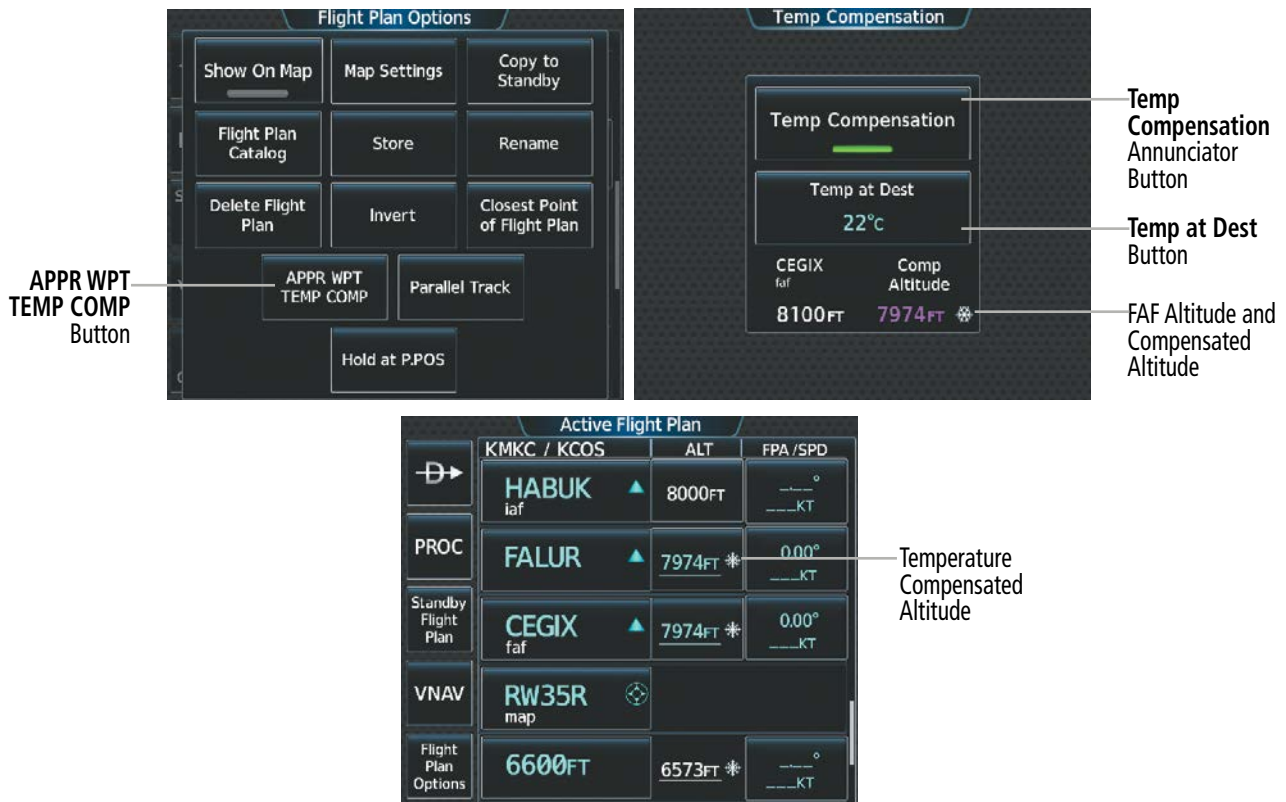 Flight Plan Options
Show On Map
Map Settings
Copy to
Standby
Flight Plan
Catalog
Store
Rename
Delete Flight
Plan
Invert
Closest Point
of Flight Plan
APPR WPT
TEMP COMP
Parallel Track
Hold at P.POS
APPR WPT
TEMP COMP
Button
Temp Compensation
Temp Compensation
Temp at Dest
22°C
CEGIX
faf
Comp
Altitude
8100FT
7974FT
Temp
Compensation
Annunciator
Button
Temp at Dest
Button
FAF Altitude and
Compensated
Altitude
Active Flight Plan
KMKC / KCOS
ALT
FPA /SPD
PROC
Standby
Flight
Plan
VNAV
Flight
Plan
Options
HABUK
iaf
8000FT
__.__°
___KT
FALUR
7974FT
0.00°
___KT
CEGIX
faf
7974FT
0.00°
___KT
RW35R
map
6600FT
6573FT
__.__°
___KT
Temperature
Compensated
Altitude